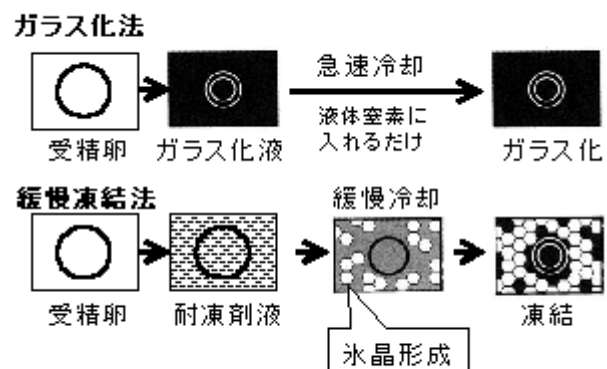 ガラス化法
急速冷却
液体窒素に
入れるだけ
受精卵 ガラス化液 ガラス化
緩慢凍結法 緩慢冷却
受精卵 耐凍剤液 凍結
氷晶形成